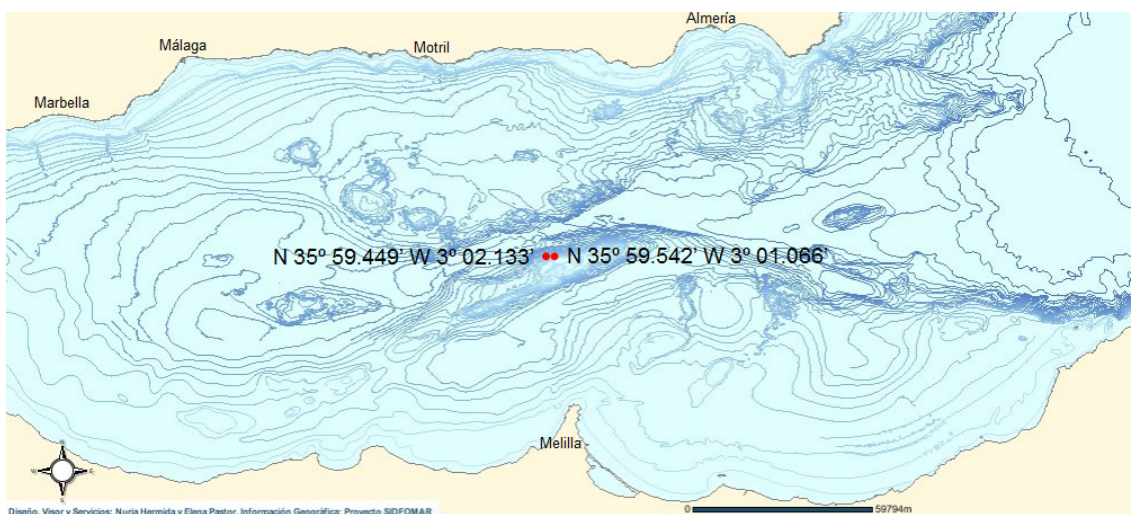 Almería
Málaga
Motril
Marbella
N 35º 59.449’ W 3º 02.133’
N 35º 59.542’ W 3º 01.066’
Melilla
N
W
E
S
0
59794m
Diseño, Visor y Servicios: Nuria Hermida y Elena Pastor. Información Geográfica: Proyecto SIDFOMAR